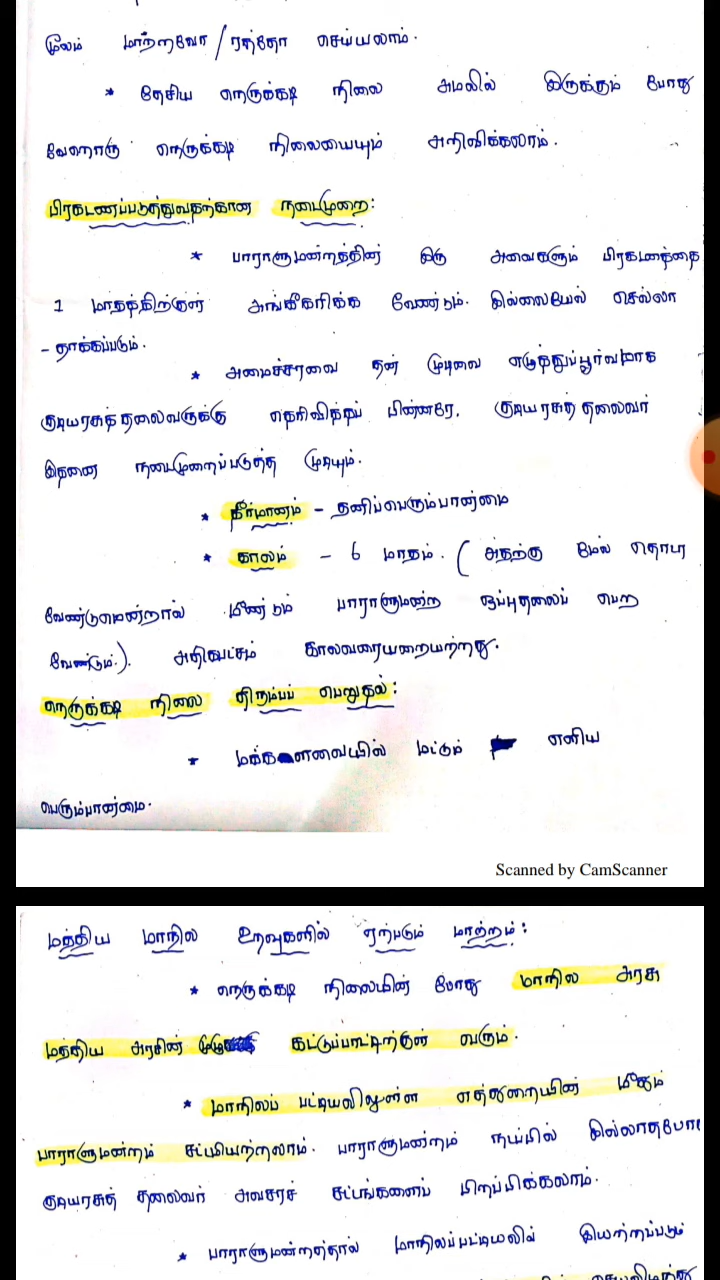 மூலம் மாற்றவோ / ரத்தோ செய்யலாம்.
* தேசிய நெருக்கடி நிலை அமலில் இருக்கும் போது
வேறொரு நெருக்கடி நிலையையும் அறிவிக்கலாம்.
பிரகடணப்படுத்துவதற்கான நடைமுறை:
* பாராளுமன்றத்தின் இரு அவைகளும் பிரகடனத்தை
1 மாதத்திற்குள் அங்கீகரிக்க வேண்டும். இல்லையேல் செல்லா
- தாக்கப்படும்.
* அமைச்சரவை தன் முடிவை எழுத்துப்பூர்வமாக
குடியரசுத்தலைவருக்கு தெரிவித்தப் பின்னரே, குடியரசுத்தலைவர்
இதனை நடைமுறைப்படுத்த முடியும்.
* தீர்மானம் - தனிப்பெரும்பான்மை
* காலம் - 6 மாதம். ( அதற்கு மேல் தொடர
வேண்டுமென்றால் மீண்டும் பாராளுமன்ற ஒப்புதலைப் பெற
வேண்டும்.). அதிகபட்சம் காலவரையறையற்றது.
நெருக்கடி நிலை திரும்பப் பெறுதல்:
* மக்களவையில் மட்டும் எளிய
பெரும்பான்மை.
Scanned by CamScanner
மத்திய மாநில உறவுகளில் ஏற்படும் மாற்றம்:
* நெருக்கடி நிலையின் போது மாநில அரசு
மத்திய அரசின் கட்டுப்பாட்டிற்குள் வரும்.
* மாநிலப் பட்டியலிலுள்ள எத்துறையின் மீதும்
பாராளுமன்றம் சட்டமியற்றலாம். பாராளுமன்றம் நடப்பில் இல்லாதபோது
குடியரசுத் தலைவர் அவசரச் சட்டங்களைப் பிறப்பிக்கலாம்.
* பாராளுமன்றத்தால் மாநிலப்பட்டியலில் இயற்றப்படும்